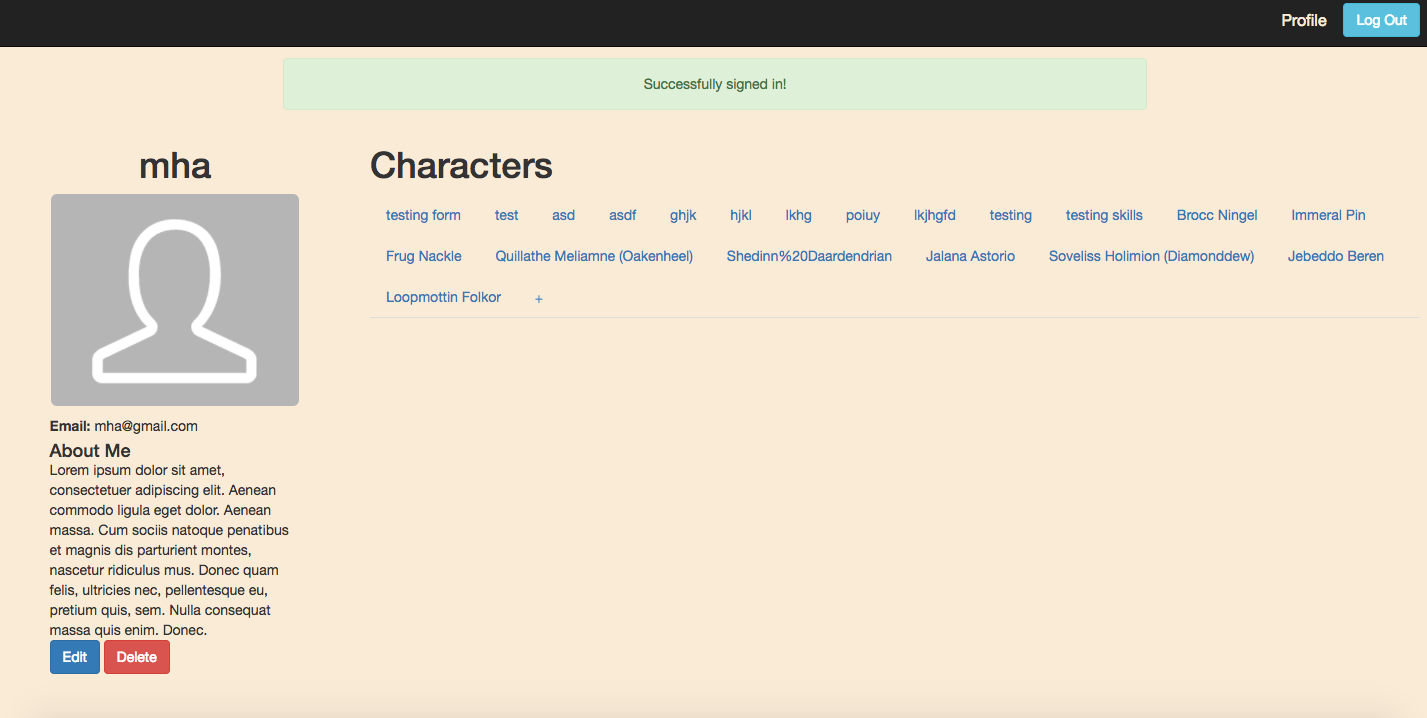 Profile Log Out
Successfully signed in!
mha
Email: mha@gmail.com
About Me
Lorem ipsum dolor sit amet,
consectetuer adipiscing elit. Aenean
commodo ligula eget dolor. Aenean
massa. Cum sociis natoque penatibus
et magnis dis parturient montes,
nascetur ridiculus mus. Donec quam
felis, ultricies nec, pellentesque eu,
pretium quis, sem. Nulla consequat
massa quis enim. Donec.
Edit Delete
Characters
testing form test asd asdf ghjk hjkl lkhg poiuy lkjhgfd testing testing skills Brocc Ningel Immeral Pin
Frug Nackle Quillathe Meliamne (Oakenheel) Shedinn%20Daardendrian Jalana Astorio Soveliss Holimion (Diamonddew) Jebeddo Beren
Loopmottin Folkor +